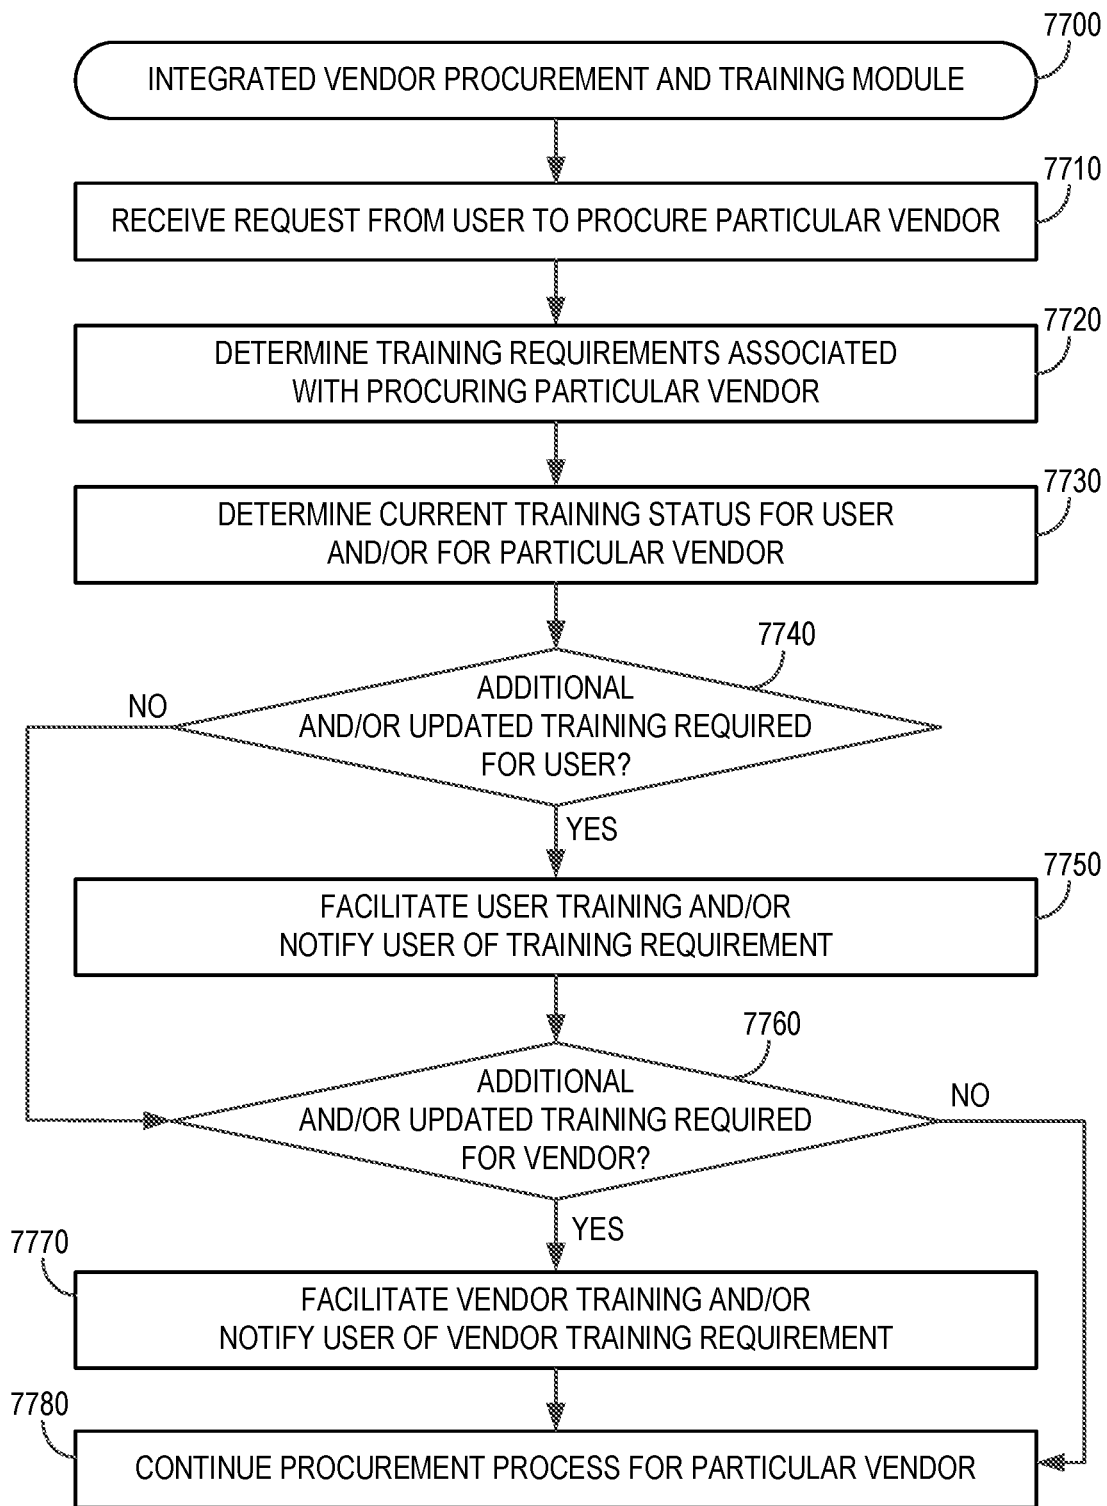 7700
INTEGRATED VENDOR PROCUREMENT AND TRAINING MODULE
7710
RECEIVE REQUEST FROM USER TO PROCURE PARTICULAR VENDOR
7720
DETERMINE TRAINING REQUIREMENTS ASSOCIATED
WITH PROCURING PARTICULAR VENDOR
7730
DETERMINE CURRENT TRAINING STATUS FOR USER
AND/OR FOR PARTICULAR VENDOR
7740
NO
ADDITIONAL
AND/OR UPDATED TRAINING REQUIRED
FOR USER?
YES
7750
FACILITATE USER TRAINING AND/OR
NOTIFY USER OF TRAINING REQUIREMENT
7760
ADDITIONAL
AND/OR UPDATED TRAINING REQUIRED
FOR VENDOR?
NO
YES
7770
FACILITATE VENDOR TRAINING AND/OR
NOTIFY USER OF VENDOR TRAINING REQUIREMENT
7780
CONTINUE PROCUREMENT PROCESS FOR PARTICULAR VENDOR